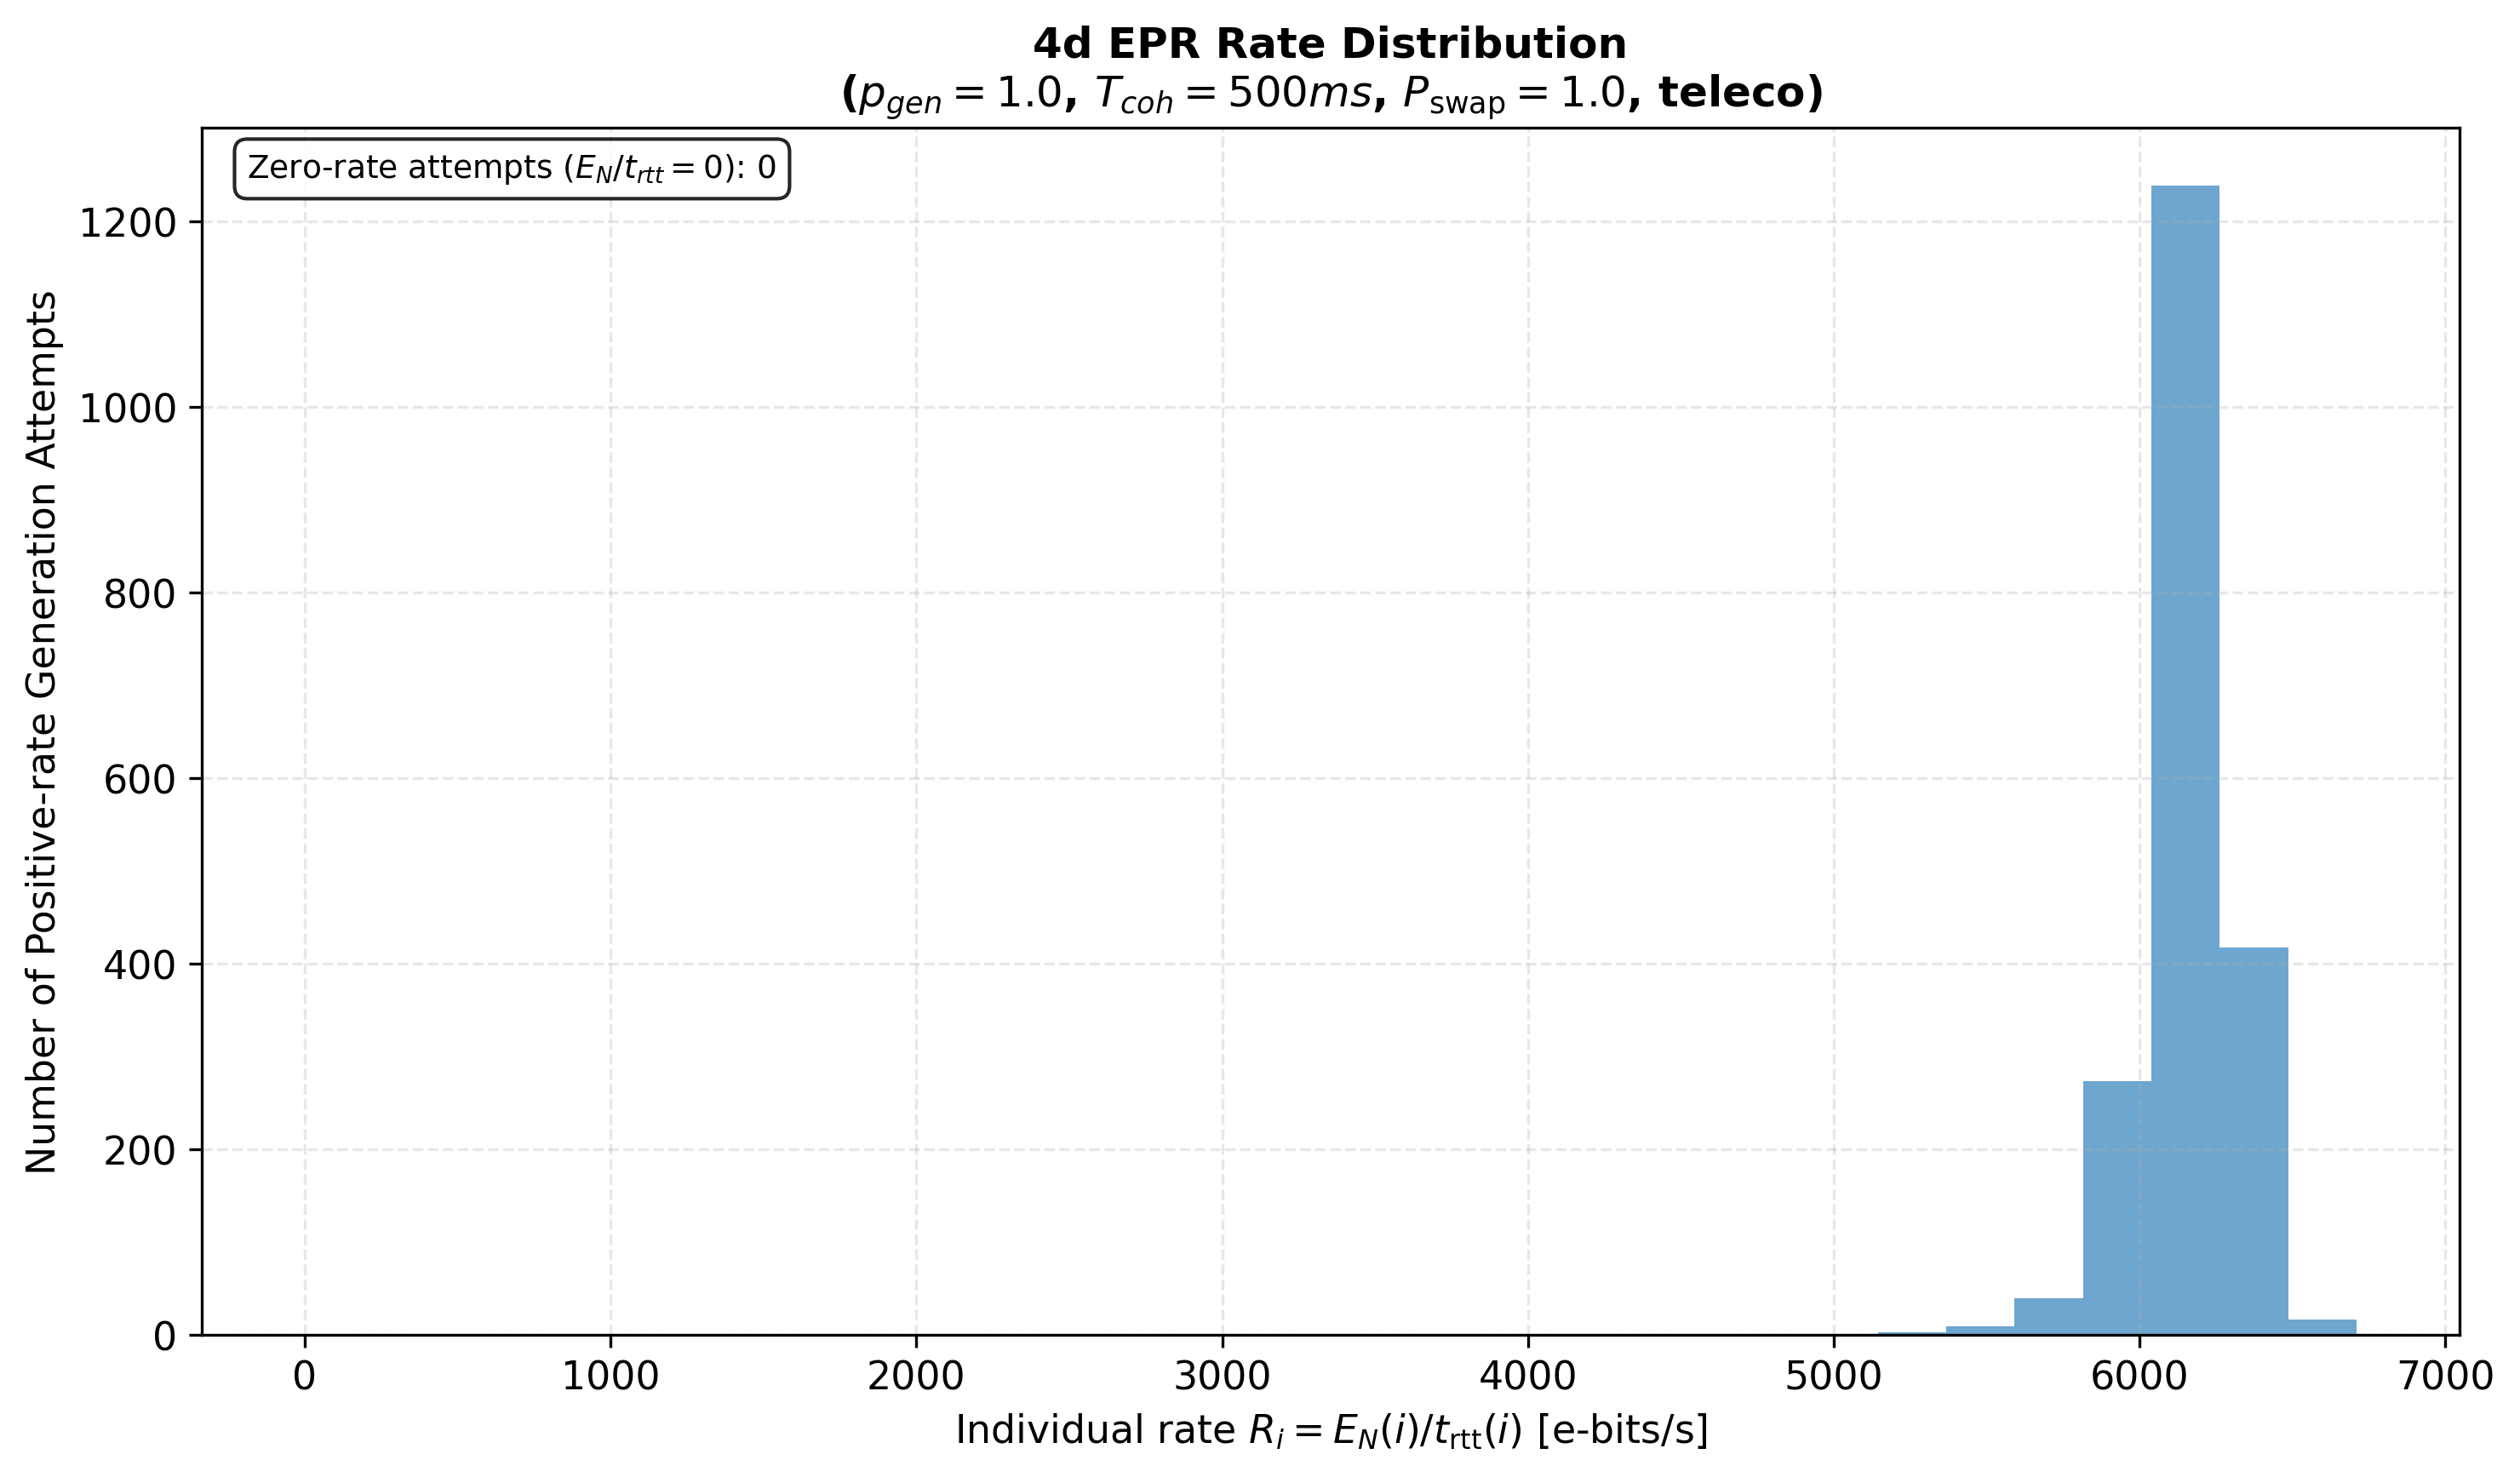 4d EPR Rate Distribution
(p_gen = 1.0, T_coh = 500ms, P_swap = 1.0, teleco)
Zero-rate attempts (E_N/t_rtt = 0): 0
Number of Positive-rate Generation Attempts
1200
1000
800
600
400
200
0
0 1000 2000 3000 4000 5000 6000 7000
Individual rate R_i = E_N(i)/t_rtt(i) [e-bits/s]